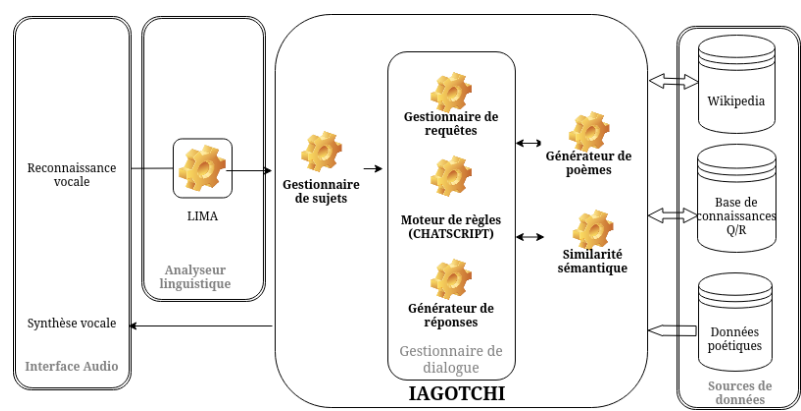 Reconnaissance
vocale
Synthèse vocale
Interface Audio
LIMA
Analyseur
linguistique
Gestionnaire
de sujets
Gestionnaire de
requêtes
Moteur de règles
(CHATSCRIPT)
Générateur de
réponses
Gestionnaire de
dialogue
Générateur de
poèmes
Similarité
sémantique
IAGOTCHI
Wikipedia
Base de
connaissances
Q/R
Données
poétiques
Sources de
données